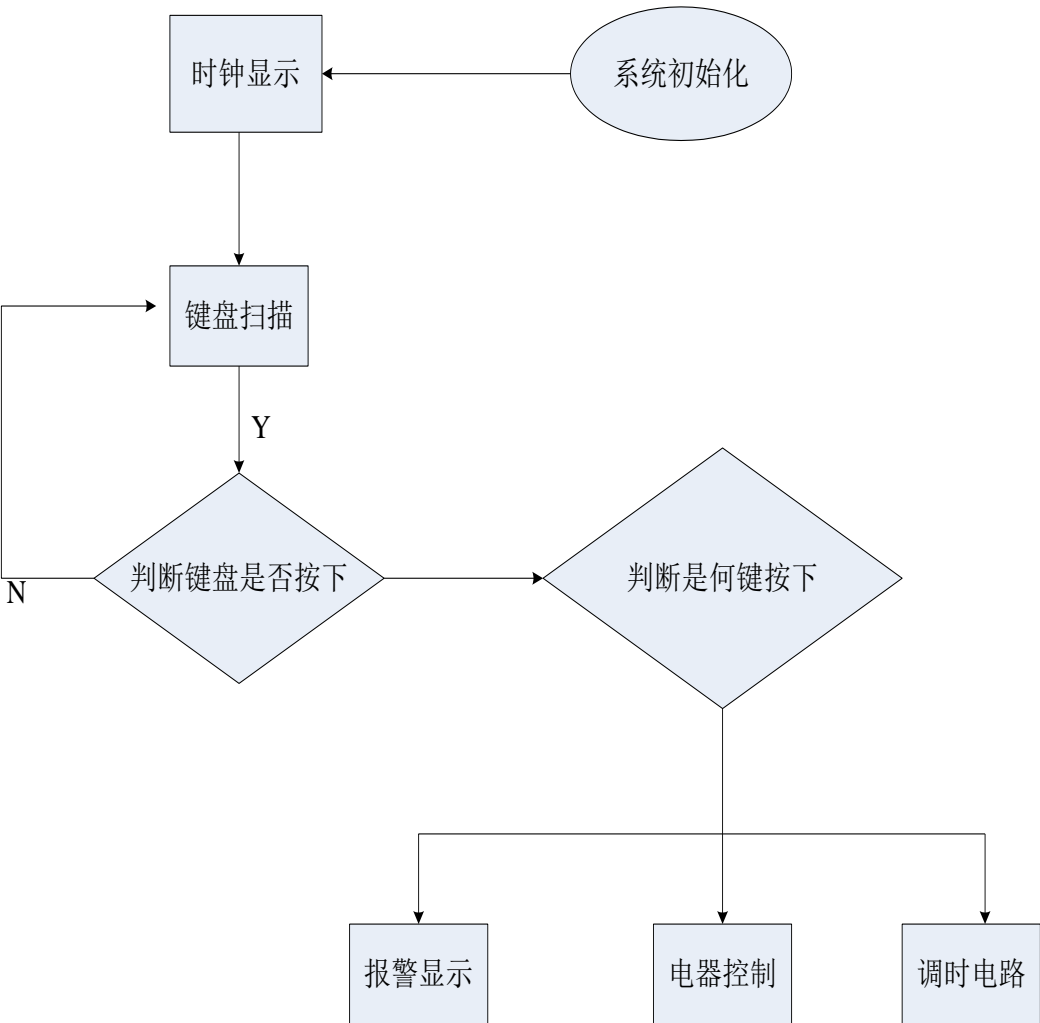 时钟显示
系统初始化
键盘扫描
Y
判断键盘是否按下
判断是何键按下
N
报警显示
电器控制
调时电路